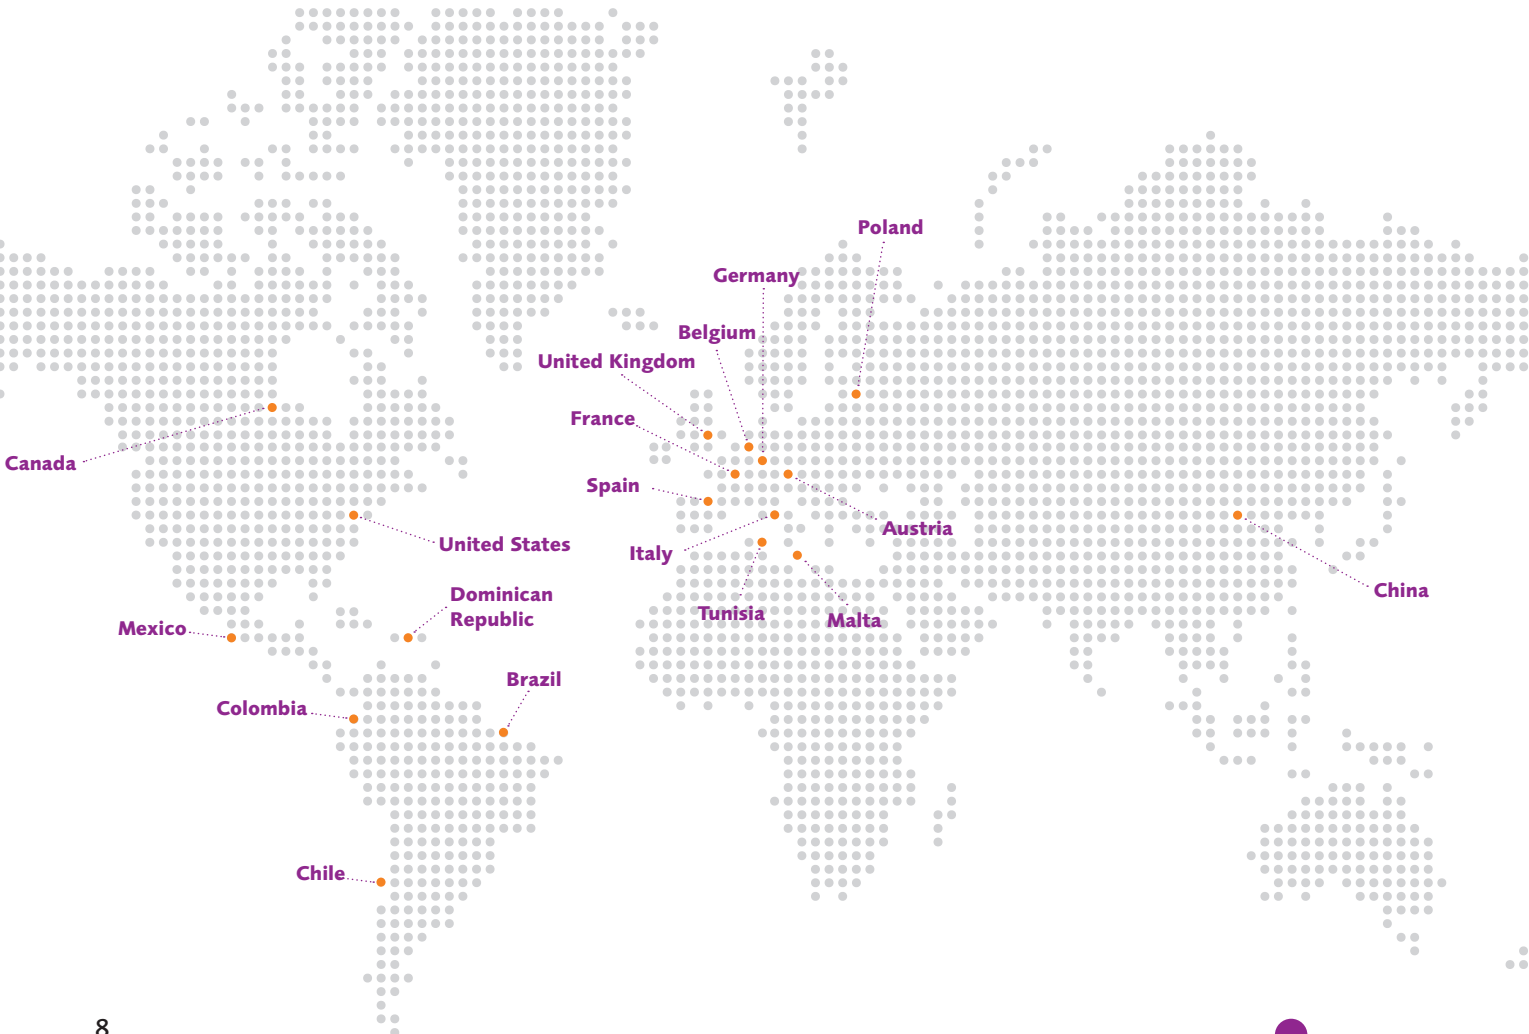 Poland
Germany
Belgium
United Kingdom
France
Canada
Spain
Austria
United States
Italy
China
Dominican
Republic
Tunisia
Malta
Mexico
Brazil
Colombia
Chile
8